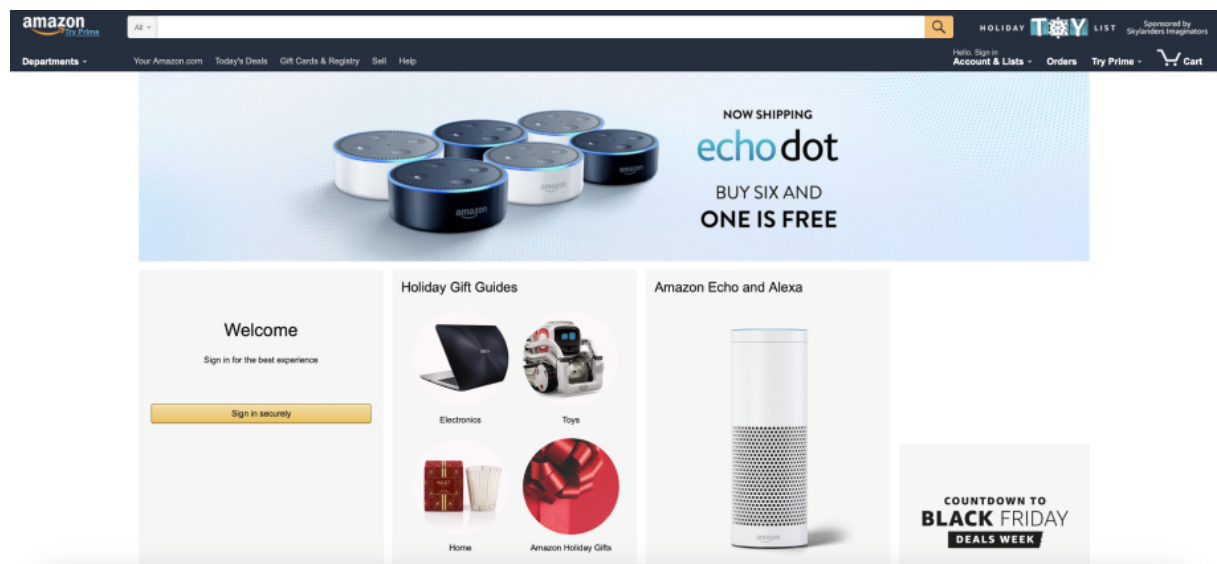 amazon
Try Prime
All
HOLIDAY TOY LIST
Sponsored by
Skylanders Imaginators
Departments
Your Amazon.com Today's Deals Gift Cards & Registry Sell Help
Hello. Sign in
Account & Lists
Orders
Try Prime
Cart
NOW SHIPPING
echo dot
BUY SIX AND
ONE IS FREE
amazon
amazon
amazon
Welcome
Sign in for the best experience
Sign in securely
Holiday Gift Guides
Electronics
Toys
Home
Amazon Holiday Gifts
Amazon Echo and Alexa
amazon
COUNTDOWN TO
BLACK FRIDAY
DEALS WEEK